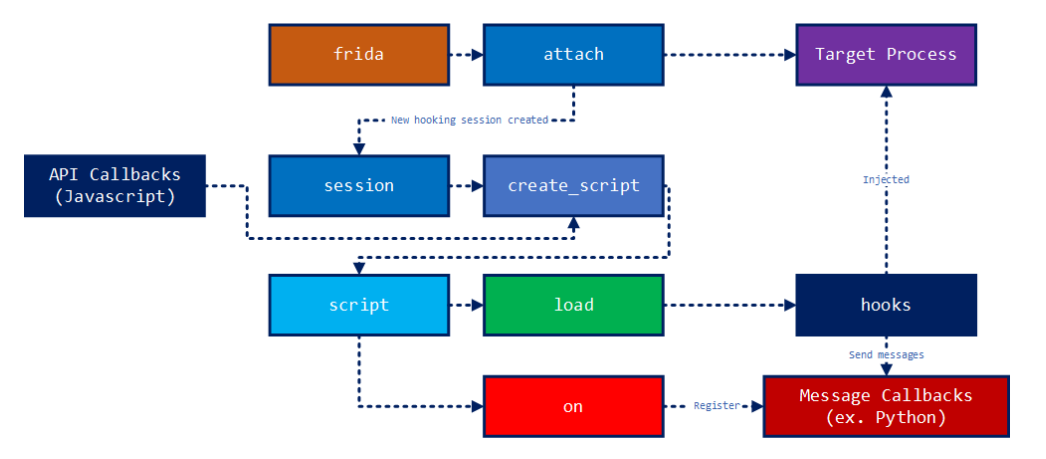 frida
attach
Target Process
New hooking session created
API Callbacks
(Javascript)
session
create_script
Injected
script
load
hooks
Send messages
on
Register
Message Callbacks
(ex. Python)